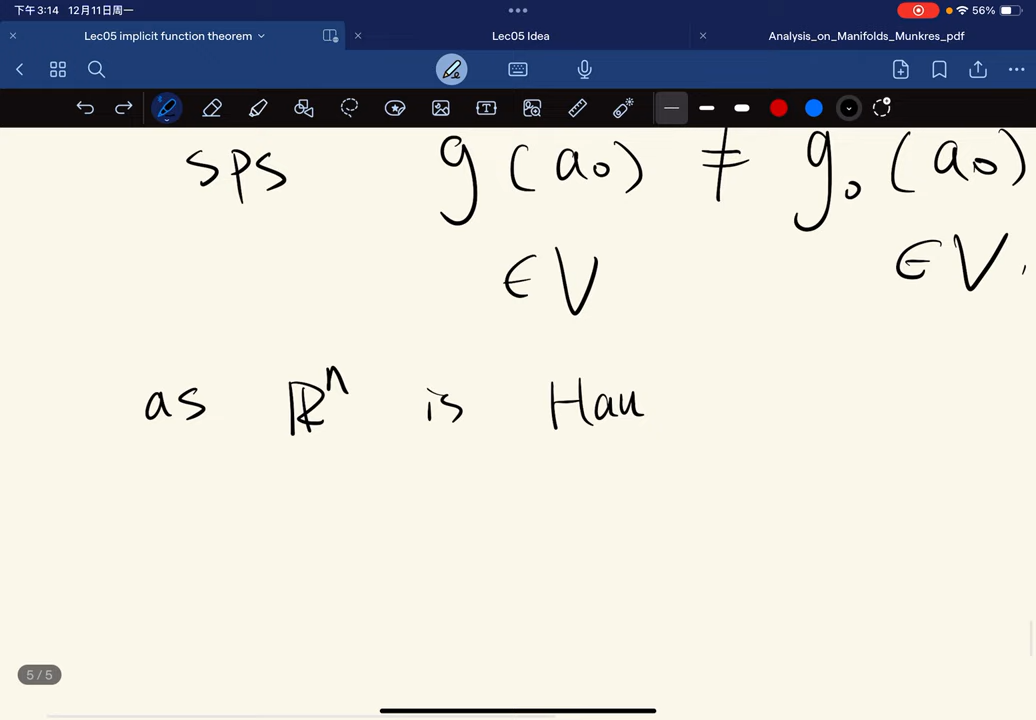 下午3:14 12月11日周一
56%
Lec05 implicit function theorem
Lec05 Idea
Analysis_on_Manifolds_Munkres_pdf
sps g(a₀) ≠ g₀(a₀)
∈ V ∈ V.
as ℝⁿ is Hau
5 / 5